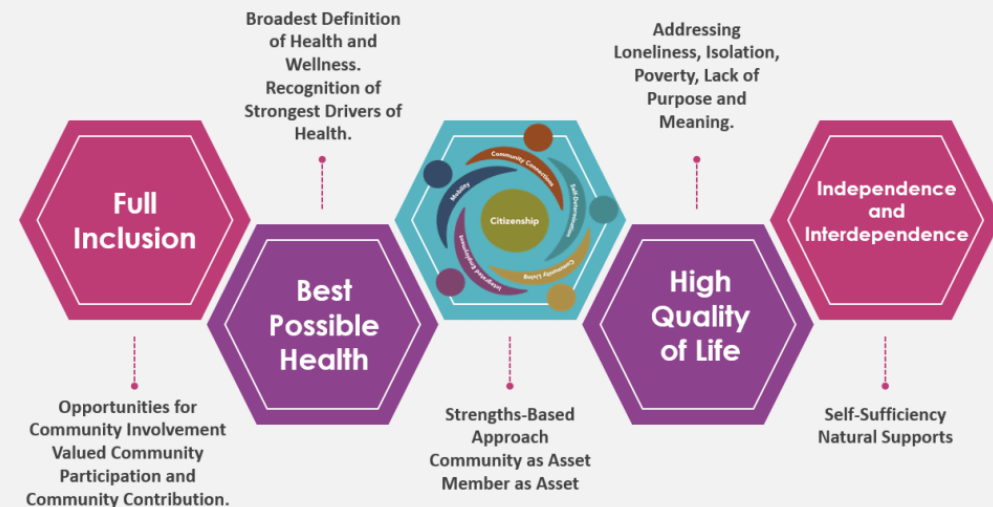 Broadest Definition
of Health and
Wellness.
Recognition of
Strongest Drivers of
Health.
Addressing
Loneliness, Isolation,
Poverty, Lack of
Purpose and
Meaning.
Full
Inclusion
Best
Possible
Health
Community Connections
Self-Determination
Community Living
Integrated Employment
Mobility
Citizenship
High
Quality
of Life
Independence
and
Interdependence
Opportunities for
Community Involvement
Valued Community
Participation and
Community Contribution.
Strengths-Based
Approach
Community as Asset
Member as Asset
Self-Sufficiency
Natural Supports